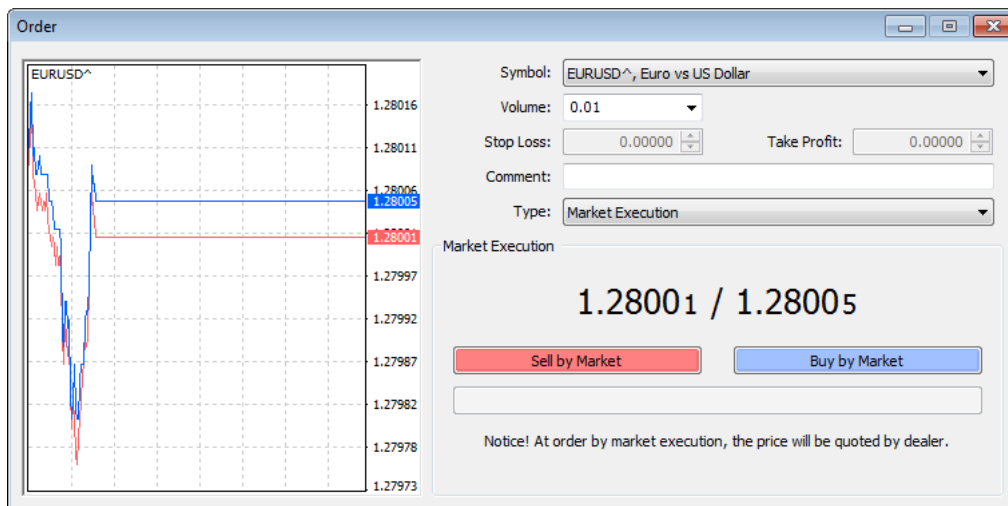 Order
EURUSD^
1.28016
1.28011
1.28006
1.28005
1.28001
1.27997
1.27992
1.27987
1.27982
1.27978
1.27973
Symbol: EURUSD^, Euro vs US Dollar
Volume: 0.01
Stop Loss: 0.00000 Take Profit: 0.00000
Comment:
Type: Market Execution
Market Execution
1.28001 / 1.28005
Sell by Market Buy by Market
Notice! At order by market execution, the price will be quoted by dealer.